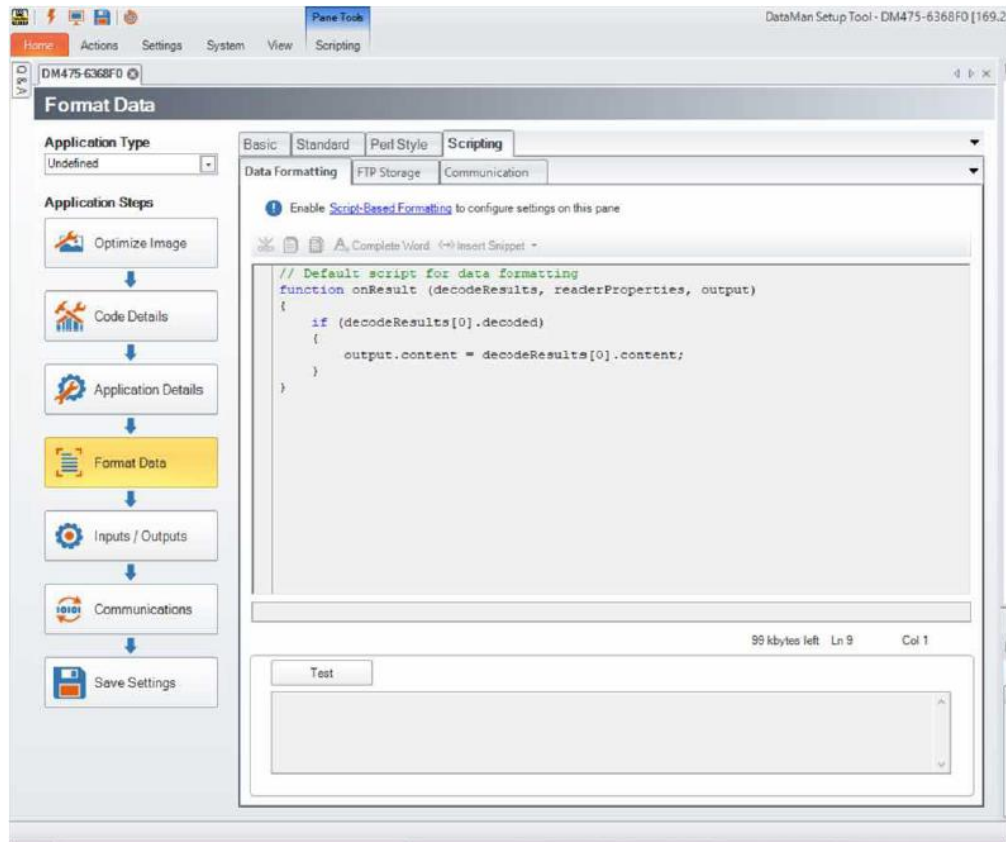 Pane Tools
DataMan Setup Tool - DM475-6368F0 [169.2
Home Actions Settings System View Scripting
Q&A
DM475-6368F0
Format Data
Application Type
Undefined
Application Steps
Optimize Image
Code Details
Application Details
Format Data
Inputs / Outputs
Communications
Save Settings
Basic Standard Perl Style Scripting
Data Formatting FTP Storage Communication
Enable Script-Based Formatting to configure settings on this pane
Complete Word Insert Snippet
// Default script for data formatting
function onResult (decodeResults, readerProperties, output)
{
if (decodeResults[0].decoded)
{
output.content = decodeResults[0].content;
}
}
99 kbytes left Ln 9 Col 1
Test